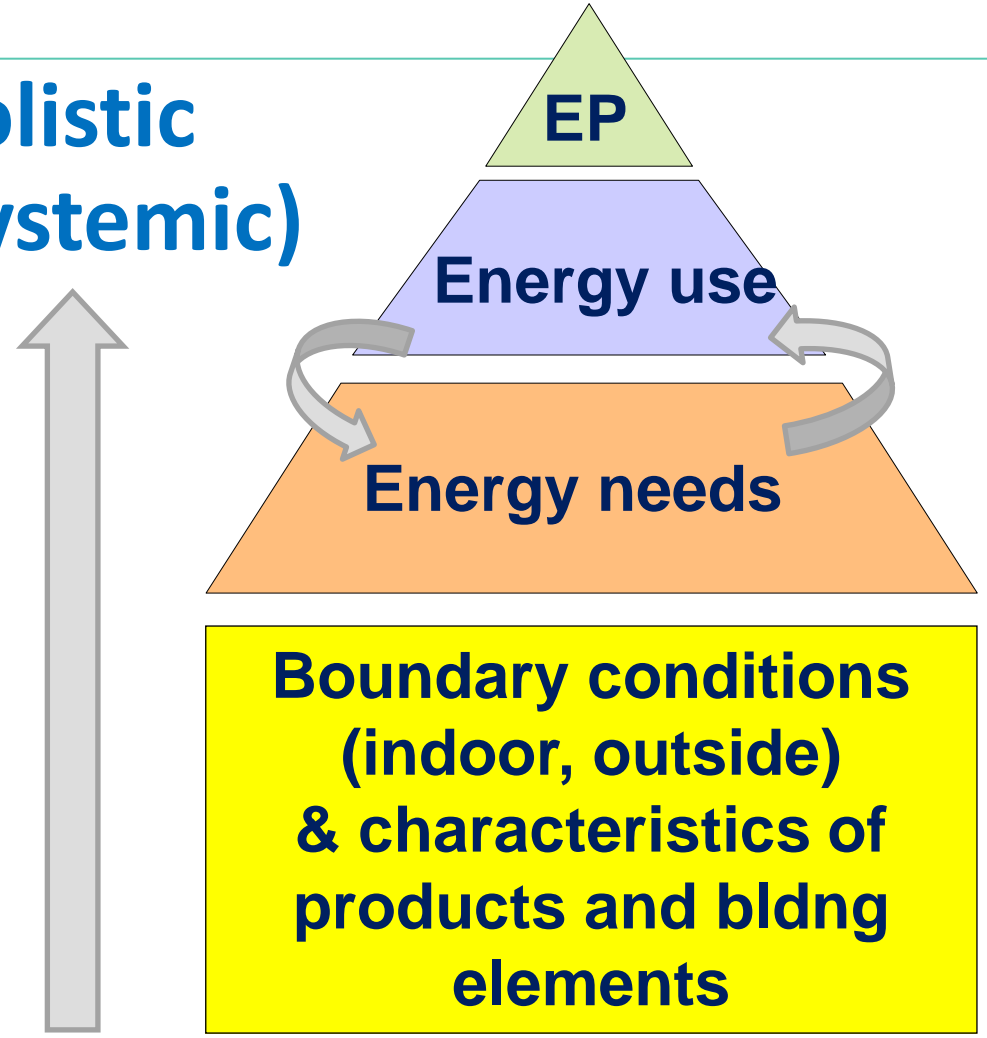 olistic
ystemic)
EP
Energy use
Energy needs
Boundary conditions
(indoor, outside)
& characteristics of
products and bldng
elements